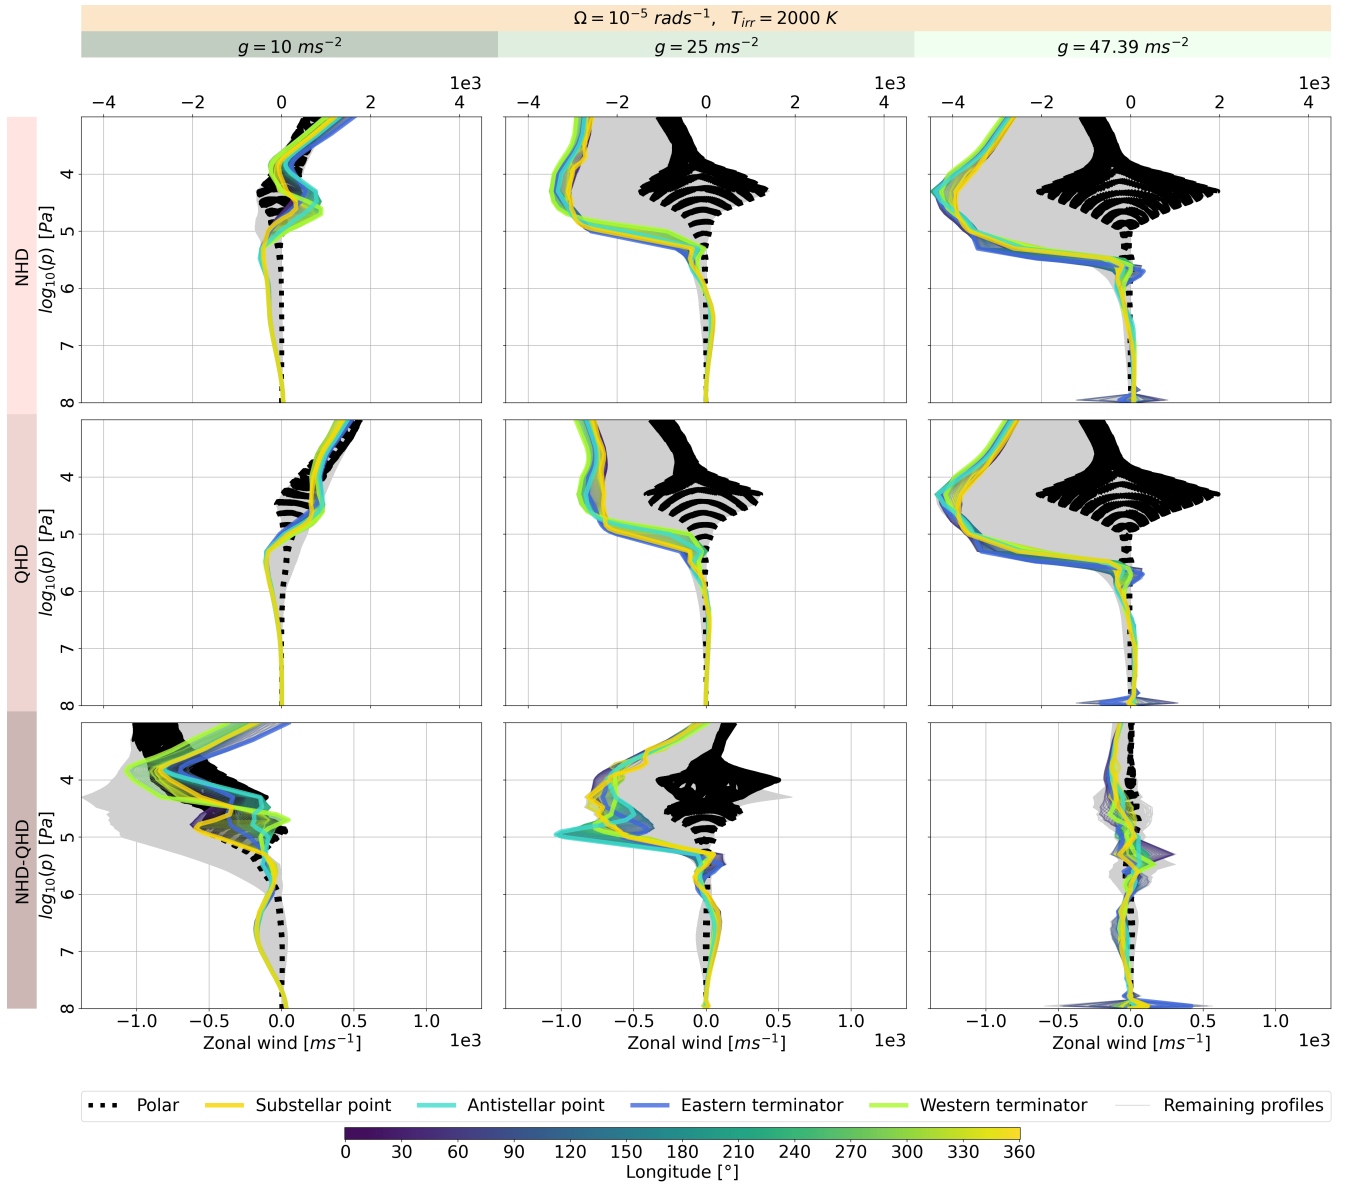 Ω = 10⁻⁵ rads⁻¹, T_irr = 2000 K
g = 10 ms⁻² g = 25 ms⁻² g = 47.39 ms⁻²
1e3 1e3 1e3
−4 −2 0 2 4 −4 −2 0 2 4 −4 −2 0 2 4
NHD
log₁₀(p) [Pa]
4
5
6
7
8
QHD
log₁₀(p) [Pa]
4
5
6
7
8
NHD-QHD
log₁₀(p) [Pa]
4
5
6
7
8
−1.0 −0.5 0.0 0.5 1.0 −1.0 −0.5 0.0 0.5 1.0 −1.0 −0.5 0.0 0.5 1.0
Zonal wind [ms⁻¹] 1e3 Zonal wind [ms⁻¹] 1e3 Zonal wind [ms⁻¹] 1e3
Polar Substellar point Antistellar point Eastern terminator Western terminator Remaining profiles
0 30 60 90 120 150 180 210 240 270 300 330 360
Longitude [°]